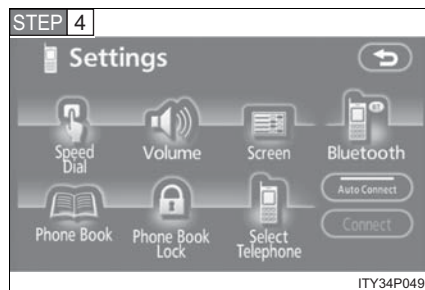 STEP 4
Settings
Speed
Dial
Volume
Screen
Bluetooth
Auto Connect
Phone Book
Phone Book
Lock
Select
Telephone
Connect
ITY34P049